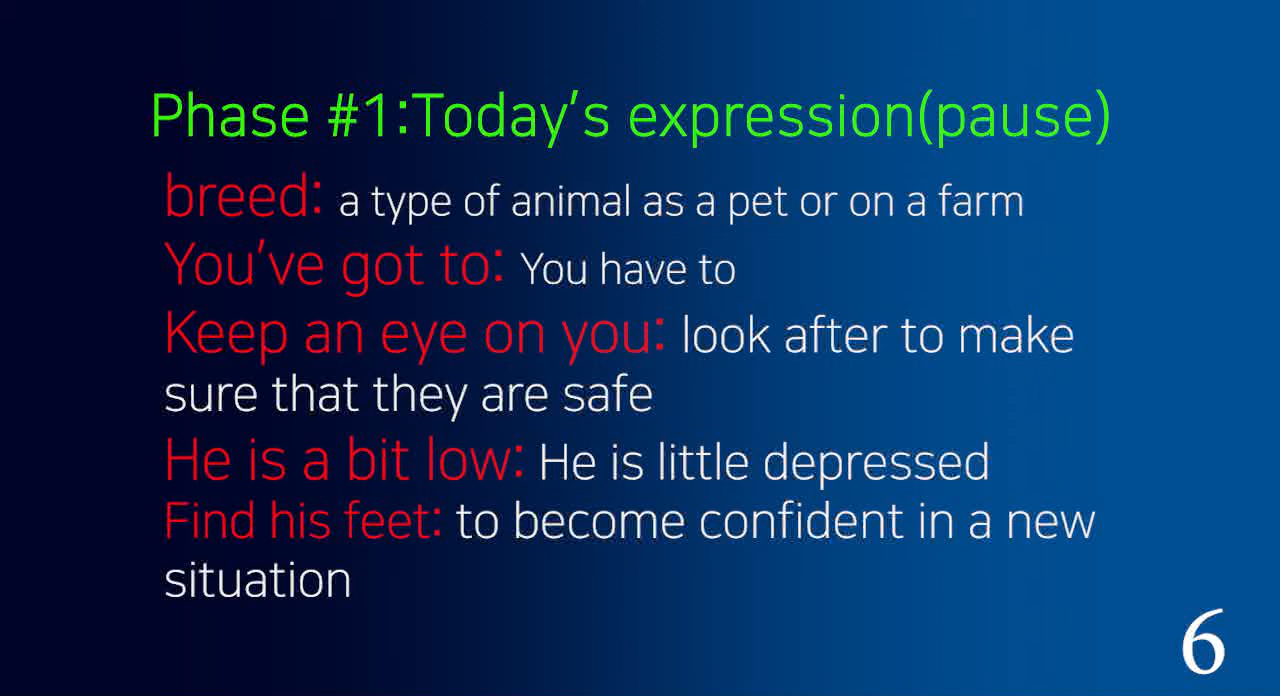 Phase #1:Today's expression(pause)
breed: a type of animal as a pet or on a farm
You've got to: You have to
Keep an eye on you: look after to make
sure that they are safe
He is a bit low: He is little depressed
Find his feet: to become confident in a new
situation
6